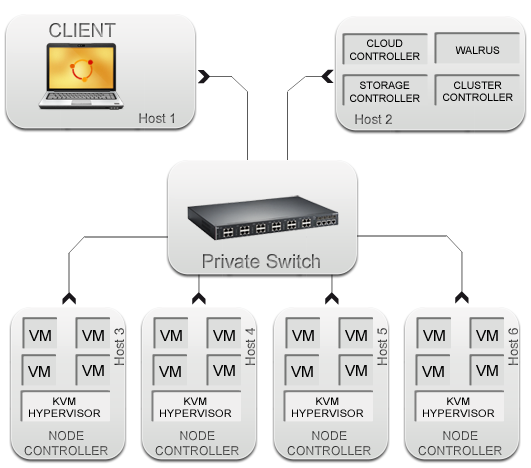 CLIENT
Host 1
CLOUD
CONTROLLER
WALRUS
STORAGE
CONTROLLER
CLUSTER
CONTROLLER
Host 2
Private Switch
VM
VM
Host 3
VM
VM
KVM
HYPERVISOR
NODE
CONTROLLER
VM
VM
Host 4
VM
VM
KVM
HYPERVISOR
NODE
CONTROLLER
VM
VM
Host 5
VM
VM
KVM
HYPERVISOR
NODE
CONTROLLER
VM
VM
Host 6
VM
VM
KVM
HYPERVISOR
NODE
CONTROLLER